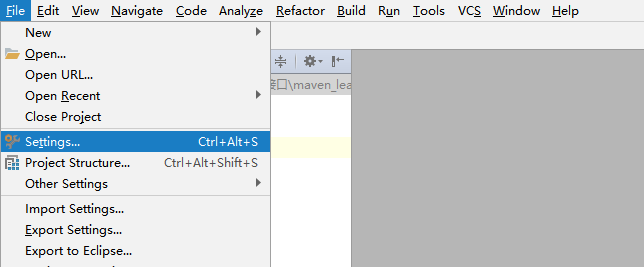 File Edit View Navigate Code Analyze Refactor Build Run Tools VCS Window Help
New
Open...
Open URL...
Open Recent
Close Project
Settings... Ctrl+Alt+S
Project Structure... Ctrl+Alt+Shift+S
Other Settings
Import Settings...
Export Settings...
Export to Eclipse...
接口\maven_lea